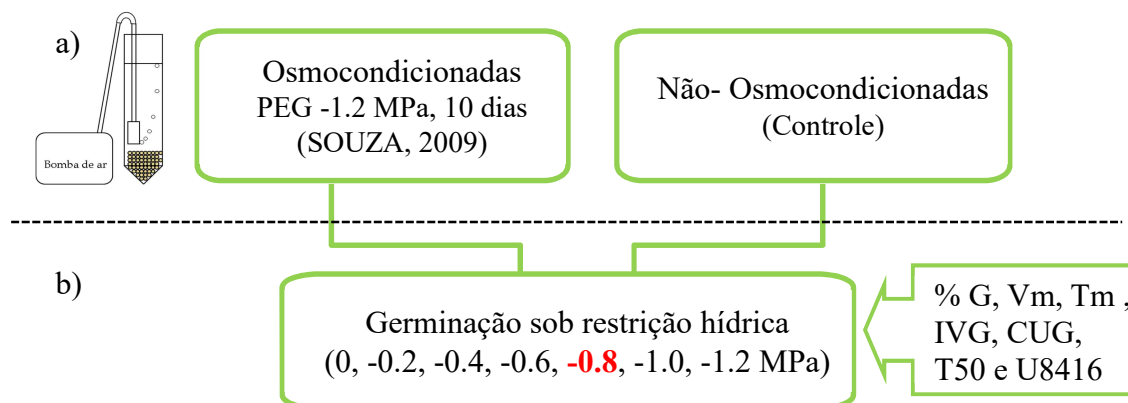 a)
Bomba de ar
Osmocondicionadas
PEG -1.2 MPa, 10 dias
(SOUZA, 2009)
Não- Osmocondicionadas
(Controle)
b)
Germinação sob restrição hídrica
(0, -0.2, -0.4, -0.6, -0.8, -1.0, -1.2 MPa)
% G, Vm, Tm ,
IVG, CUG,
T50 e U8416